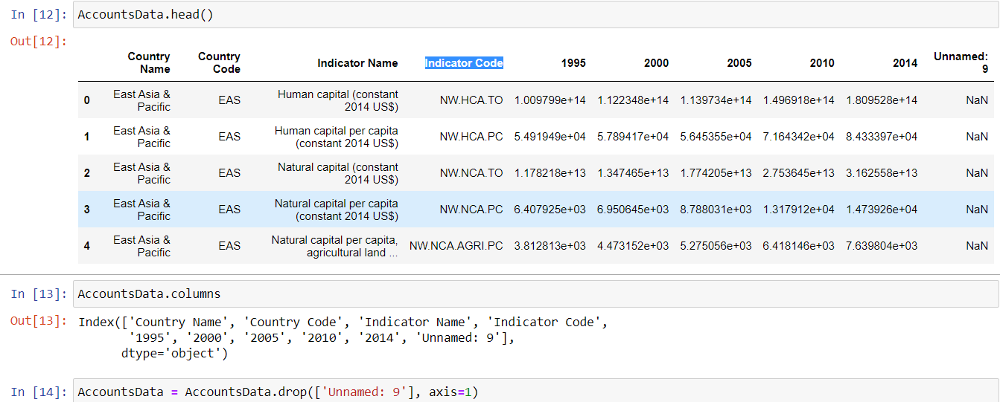 In [12]: AccountsData.head()
Out[12]:
Country Name Country Code Indicator Name Indicator Code 1995 2000 2005 2010 2014 Unnamed: 9
0 East Asia & Pacific EAS Human capital (constant 2014 US$) NW.HCA.TO 1.009799e+14 1.122348e+14 1.139734e+14 1.496918e+14 1.809528e+14 NaN
1 East Asia & Pacific EAS Human capital per capita (constant 2014 US$) NW.HCA.PC 5.491949e+04 5.789417e+04 5.645355e+04 7.164342e+04 8.433397e+04 NaN
2 East Asia & Pacific EAS Natural capital (constant 2014 US$) NW.NCA.TO 1.178218e+13 1.347465e+13 1.774205e+13 2.753645e+13 3.162558e+13 NaN
3 East Asia & Pacific EAS Natural capital per capita (constant 2014 US$) NW.NCA.PC 6.407925e+03 6.950645e+03 8.788031e+03 1.317912e+04 1.473926e+04 NaN
4 East Asia & Pacific EAS Natural capital per capita, agricultural land ... NW.NCA.AGRI.PC 3.812813e+03 4.473152e+03 5.275056e+03 6.418146e+03 7.639804e+03 NaN
In [13]: AccountsData.columns
Out[13]: Index(['Country Name', 'Country Code', 'Indicator Name', 'Indicator Code',
'1995', '2000', '2005', '2010', '2014', 'Unnamed: 9'],
dtype='object')
In [14]: AccountsData = AccountsData.drop(['Unnamed: 9'], axis=1)